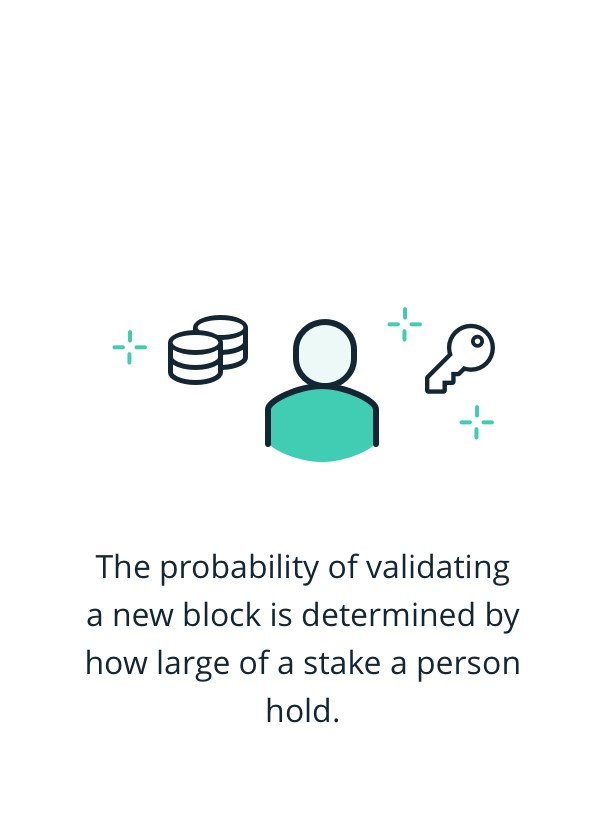 The probability of validating
a new block is determined by
how large of a stake a person
hold.